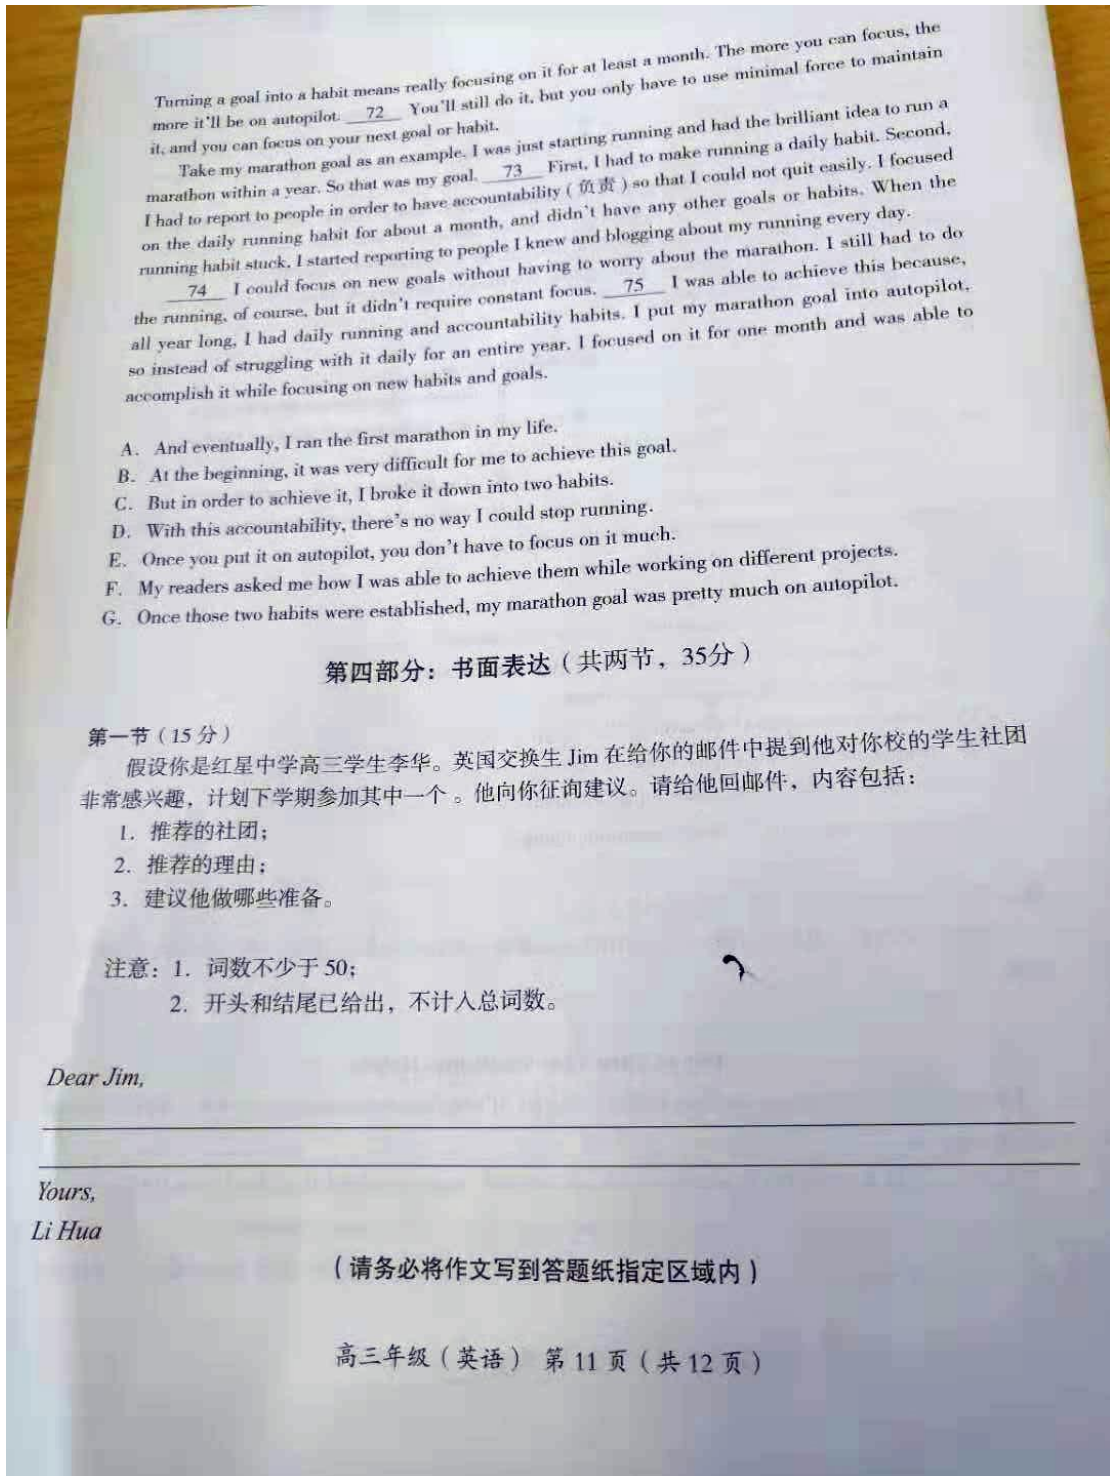 Turning a goal into a habit means really focusing on it for at least a month. The more you can focus, the
more it'll be on autopilot. 72 You'll still do it, but you only have to use minimal force to maintain
it, and you can focus on your next goal or habit.
Take my marathon goal as an example. I was just starting running and had the brilliant idea to run a
marathon within a year. So that was my goal. 73 First, I had to make running a daily habit. Second,
I had to report to people in order to have accountability (负责) so that I could not quit easily. I focused
on the daily running habit for about a month, and didn't have any other goals or habits. When the
running habit stuck, I started reporting to people I knew and blogging about my running every day.
74 I could focus on new goals without having to worry about the marathon. I still had to do
the running, of course, but it didn't require constant focus. 75 I was able to achieve this because,
all year long, I had daily running and accountability habits. I put my marathon goal into autopilot,
so instead of struggling with it daily for an entire year. I focused on it for one month and was able to
accomplish it while focusing on new habits and goals.
A. And eventually, I ran the first marathon in my life.
B. At the beginning, it was very difficult for me to achieve this goal.
C. But in order to achieve it, I broke it down into two habits.
D. With this accountability, there's no way I could stop running.
E. Once you put it on autopilot, you don't have to focus on it much.
F. My readers asked me how I was able to achieve them while working on different projects.
G. Once those two habits were established, my marathon goal was pretty much on autopilot.
第四部分：书面表达（共两节，35分）
第一节（15 分）
假设你是红星中学高三学生李华。英国交换生 Jim 在给你的邮件中提到他对你校的学生社团
非常感兴趣，计划下学期参加其中一个 。他向你征询建议。请给他回邮件，内容包括：
1. 推荐的社团；
2. 推荐的理由；
3. 建议他做哪些准备。
注意：1. 词数不少于 50；
2. 开头和结尾已给出，不计入总词数。
Dear Jim,
Yours,
Li Hua
（请务必将作文写到答题纸指定区域内）
高三年级（英语） 第 11 页（共 12 页）